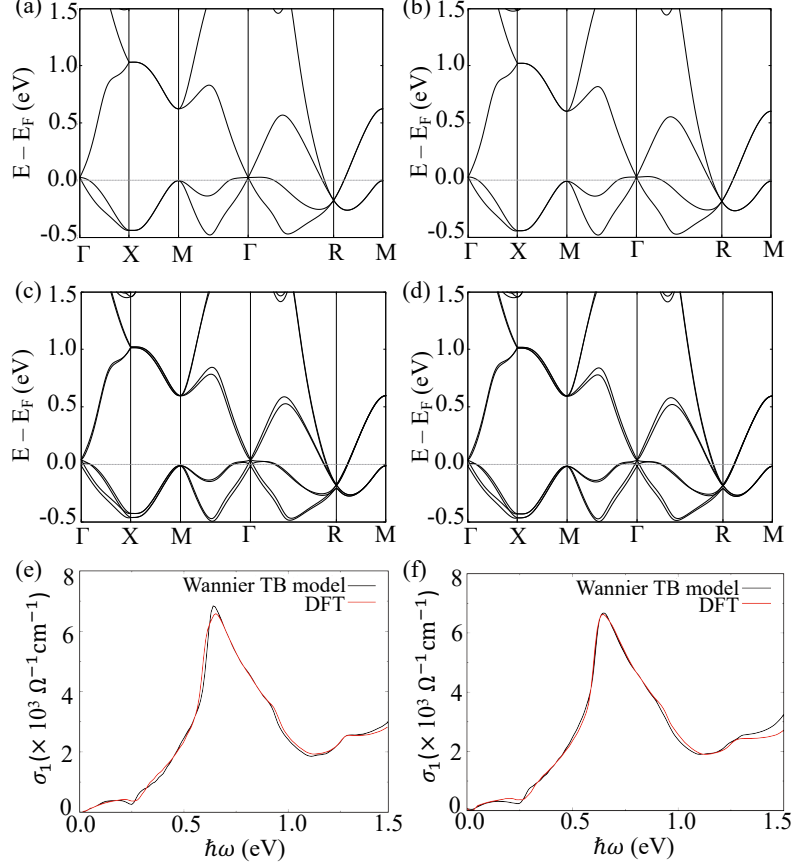 (a)
1.5
1.0
0.5
0.0
-0.5
E − E_F (eV)
Γ X M Γ R M
(b)
1.5
1.0
0.5
0.0
-0.5
E − E_F (eV)
Γ X M Γ R M
(c)
1.5
1.0
0.5
0.0
-0.5
E − E_F (eV)
Γ X M Γ R M
(d)
1.5
1.0
0.5
0.0
-0.5
E − E_F (eV)
Γ X M Γ R M
(e)
Wannier TB model
DFT
8
6
4
2
0
σ₁(× 10³ Ω⁻¹cm⁻¹)
0.0 0.5 1.0 1.5
ℏω (eV)
(f)
Wannier TB model
DFT
8
6
4
2
0
σ₁(× 10³ Ω⁻¹cm⁻¹)
0.0 0.5 1.0 1.5
ℏω (eV)